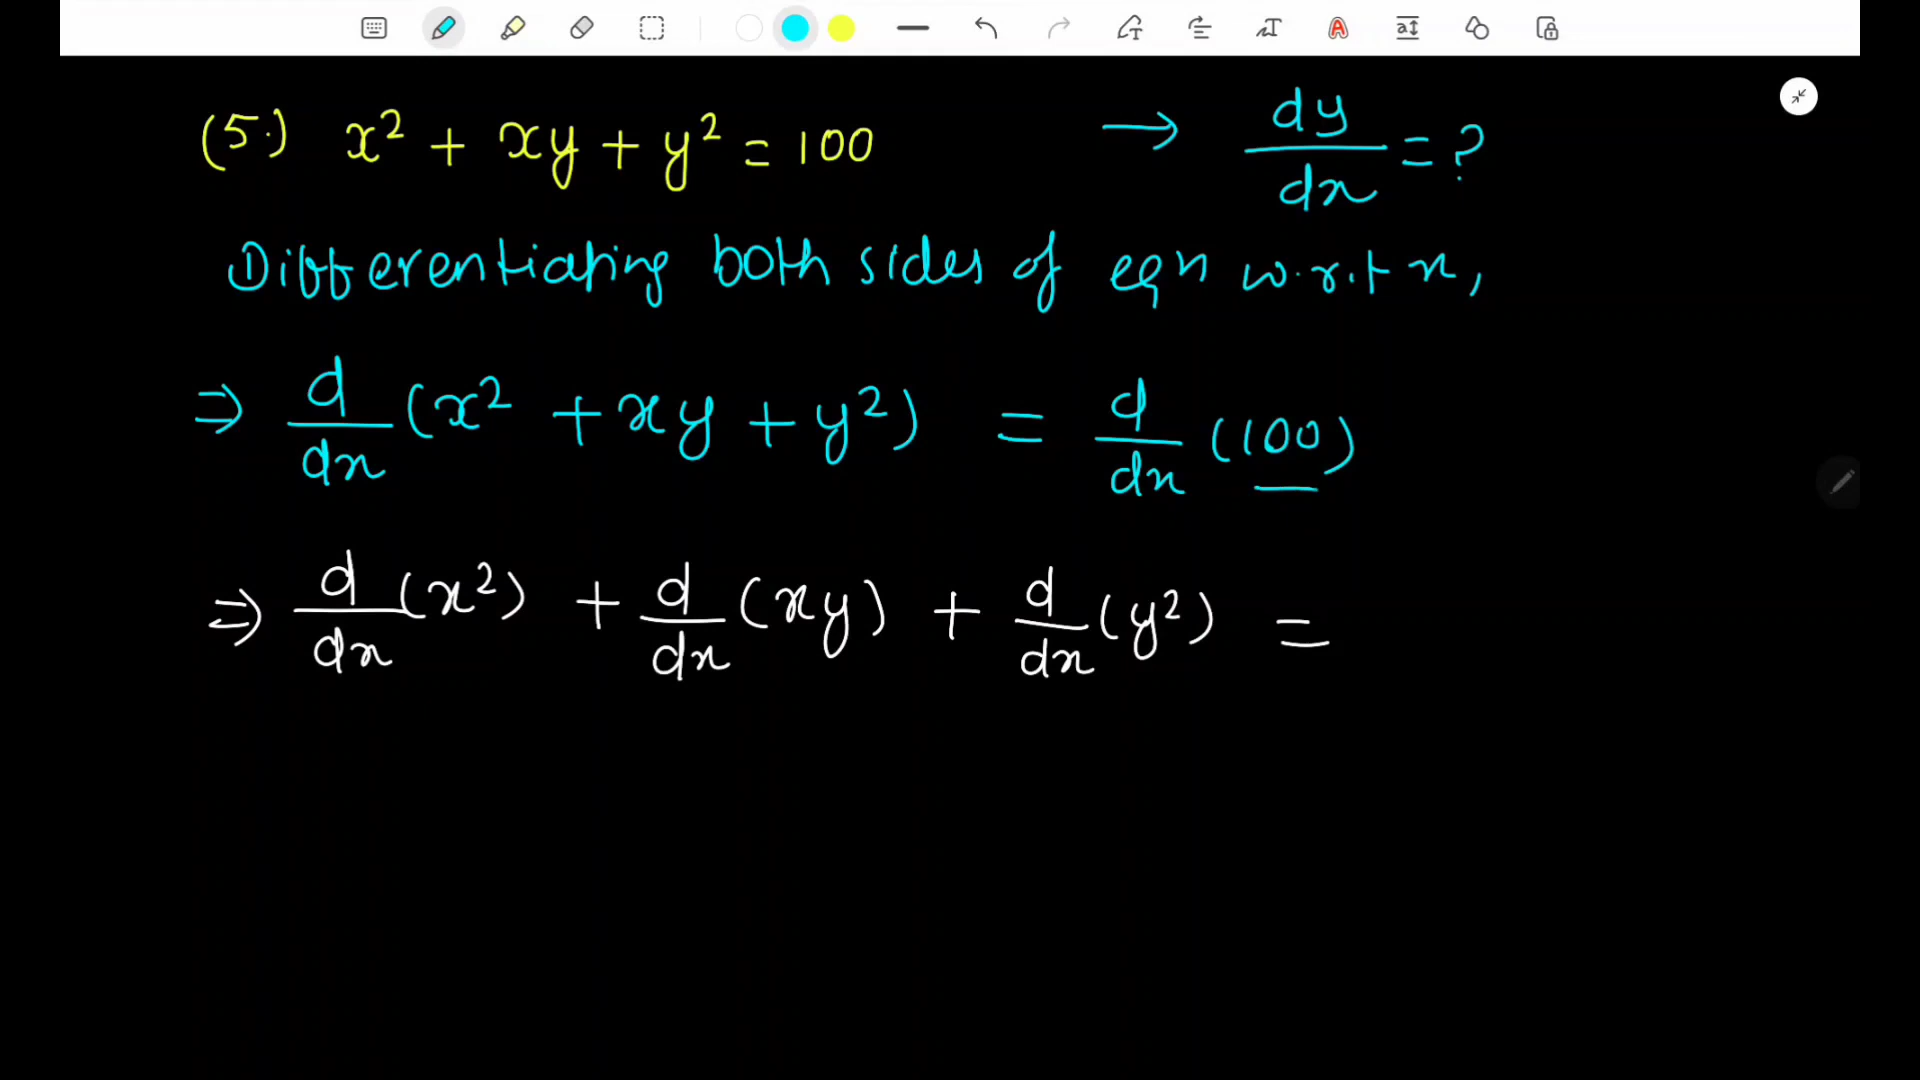 (5.) x² + xy + y² = 100 → dy/dx = ?
Differentiating both sides of eqn w.r.t x,
⇒ d/dx (x² + xy + y²) = d/dx (100)
⇒ d/dx (x²) + d/dx (xy) + d/dx (y²) =